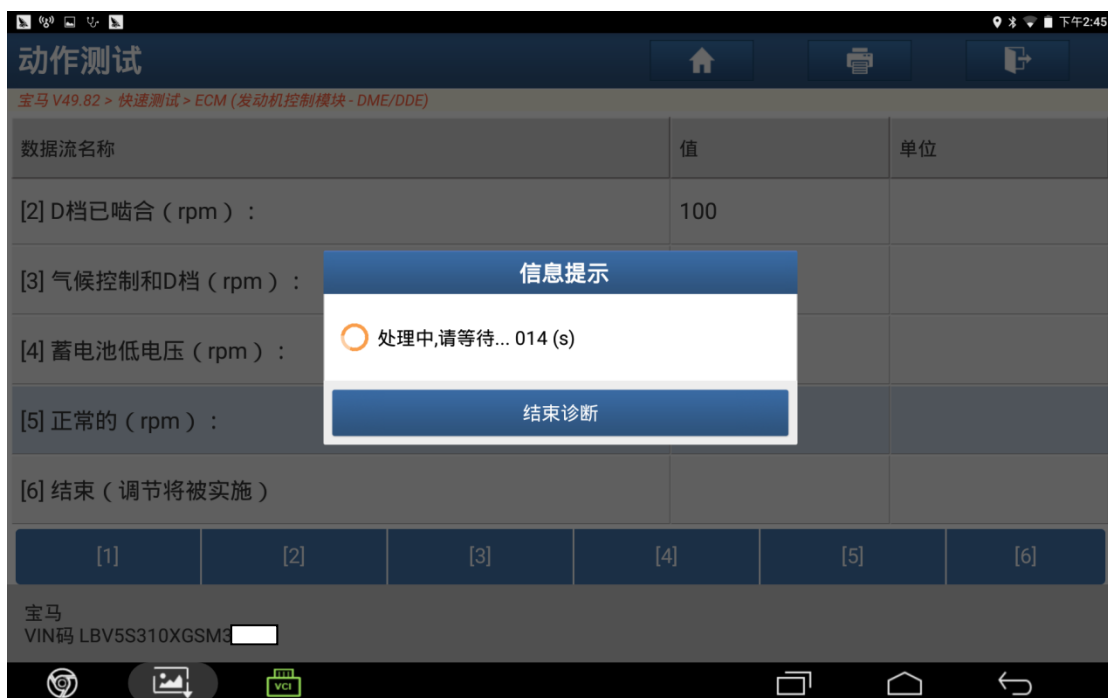 下午2:45
动作测试
宝马 V49.82 > 快速测试 > ECM (发动机控制模块 - DME/DDE)
数据流名称 值 单位
[2] D档已啮合（rpm）： 100
[3] 气候控制和D档（rpm）：
信息提示
处理中,请等待... 014 (s)
[4] 蓄电池低电压（rpm）：
结束诊断
[5] 正常的（rpm）：
[6] 结束（调节将被实施）
[1] [2] [3] [4] [5] [6]
宝马
VIN码 LBV5S310XGSM3
VCI